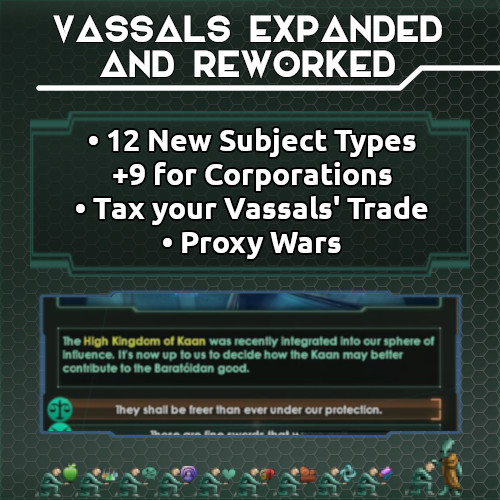 VASSALS EXPANDED
AND REWORKED
• 12 New Subject Types
+9 for Corporations
• Tax your Vassals' Trade
• Proxy Wars
The High Kingdom of Kaan was recently integrated into our sphere of
influence. It's now up to us to decide how the Kaan may better
contribute to the Baratóidan good.
They shall be freer than ever under our protection.